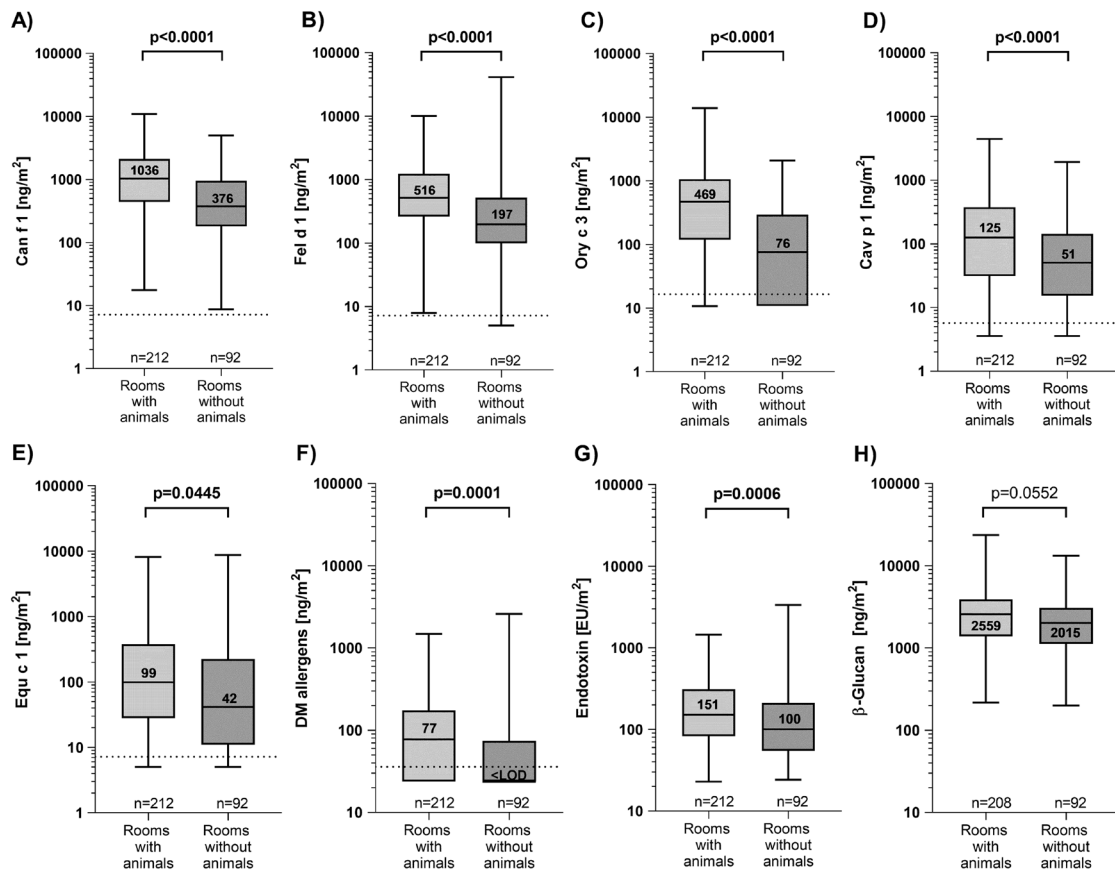 A)
p<0.0001
Can f 1 [ng/m²]
100000
10000
1000
100
10
1
1036
376
n=212
n=92
Rooms
with
animals
Rooms
without
animals
B)
p<0.0001
Fel d 1 [ng/m²]
100000
10000
1000
100
10
1
516
197
n=212
n=92
Rooms
with
animals
Rooms
without
animals
C)
p<0.0001
Ory c 3 [ng/m²]
100000
10000
1000
100
10
1
469
76
n=212
n=92
Rooms
with
animals
Rooms
without
animals
D)
p<0.0001
Cav p 1 [ng/m²]
100000
10000
1000
100
10
1
125
51
n=212
n=92
Rooms
with
animals
Rooms
without
animals
E)
p=0.0445
Equ c 1 [ng/m²]
100000
10000
1000
100
10
1
99
42
n=212
n=92
Rooms
with
animals
Rooms
without
animals
F)
p=0.0001
DM allergens [ng/m²]
100000
10000
1000
100
10
77
<LOD
n=212
n=92
Rooms
with
animals
Rooms
without
animals
G)
p=0.0006
Endotoxin [EU/m²]
100000
10000
1000
100
10
151
100
n=212
n=92
Rooms
with
animals
Rooms
without
animals
H)
p=0.0552
β-Glucan [ng/m²]
100000
10000
1000
100
10
2559
2015
n=208
n=92
Rooms
with
animals
Rooms
without
animals